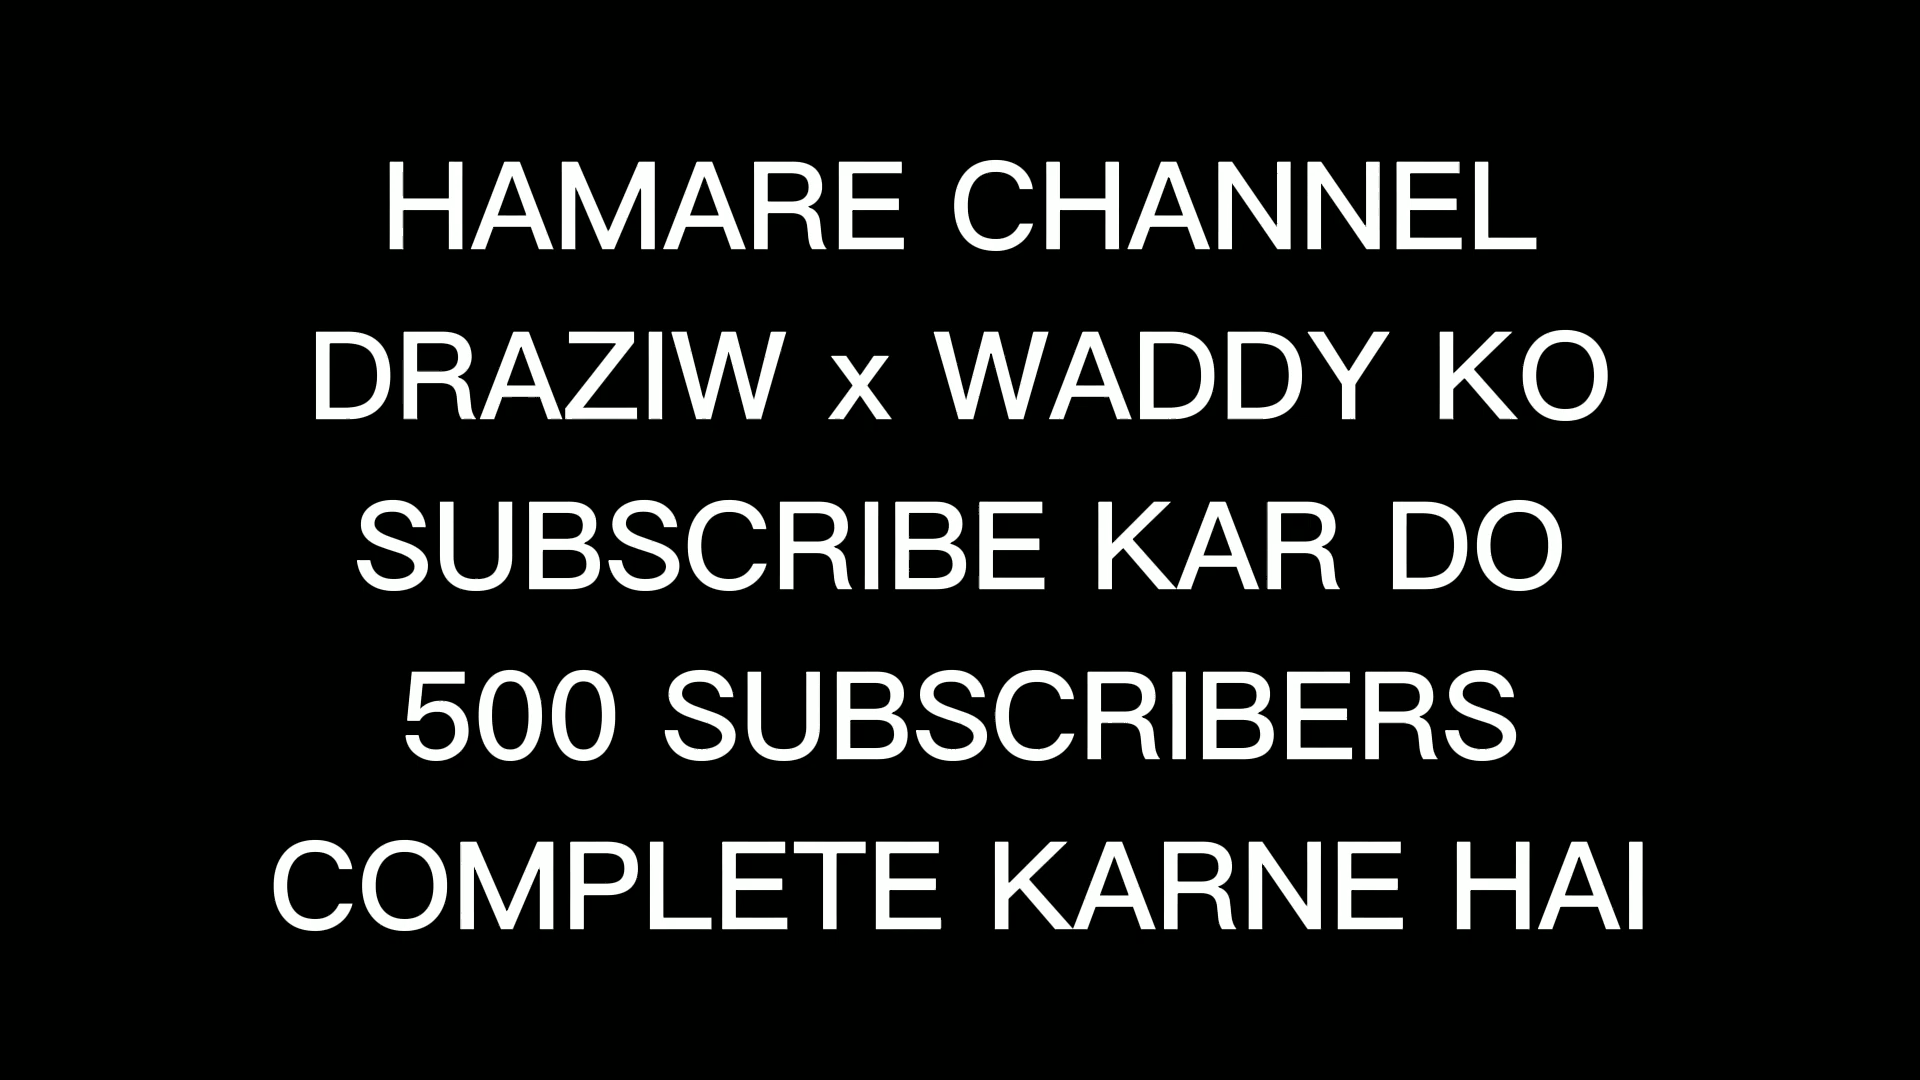 HAMARE CHANNEL
DRAZIW x WADDY KO
SUBSCRIBE KAR DO
500 SUBSCRIBERS
COMPLETE KARNE HAI